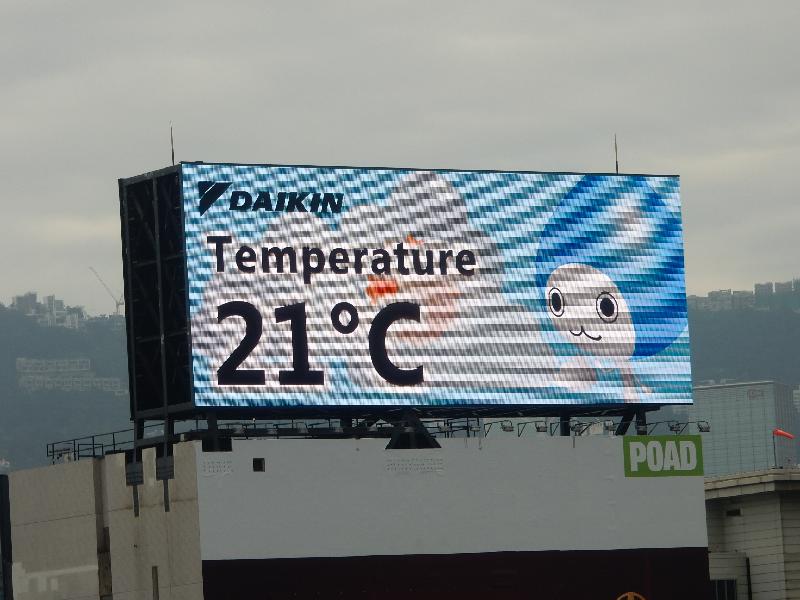 DAIKIN
Temperature
21°C
POAD